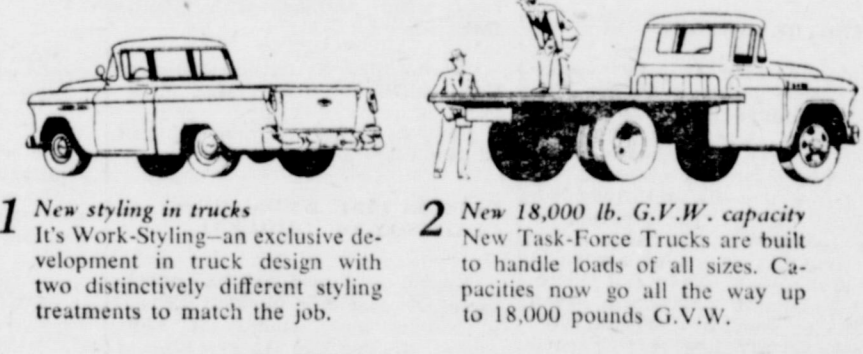 1 New styling in trucks
It's Work-Styling—an exclusive de-
velopment in truck design with
two distinctively different styling
treatments to match the job.
2 New 18,000 lb. G.V.W. capacity
New Task-Force Trucks are built
to handle loads of all sizes. Ca-
pacities now go all the way up
to 18,000 pounds G.V.W.